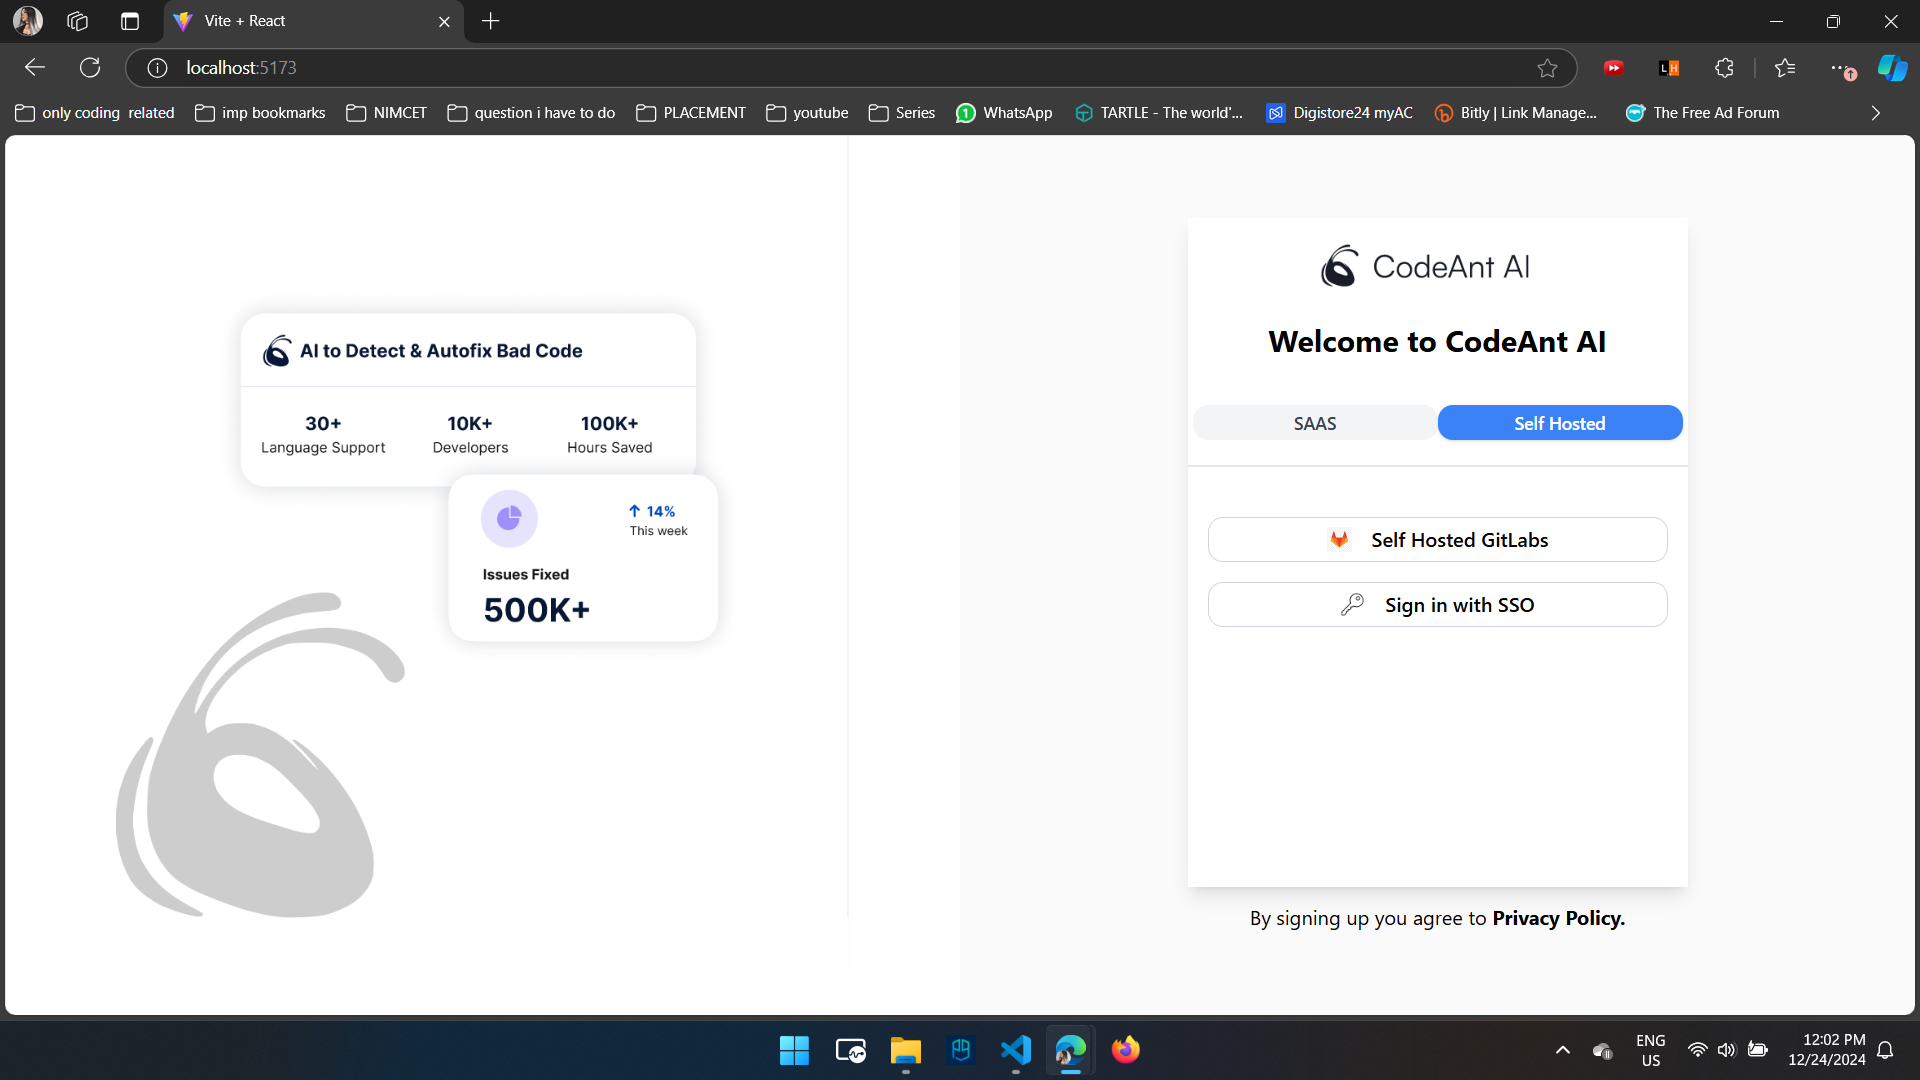 Vite + React
localhost:5173
only coding related
imp bookmarks
NIMCET
question i have to do
PLACEMENT
youtube
Series
1
WhatsApp
TARTLE - The world'...
Digistore24 myAC
Bitly | Link Manage...
The Free Ad Forum
LH
AI to Detect & Autofix Bad Code
30+
Language Support
10K+
Developers
100K+
Hours Saved
↑ 14%
This week
Issues Fixed
500K+
CodeAnt AI
Welcome to CodeAnt AI
SAAS
Self Hosted
Self Hosted GitLabs
Sign in with SSO
By signing up you agree to Privacy Policy.
ENG
US
12:02 PM
12/24/2024